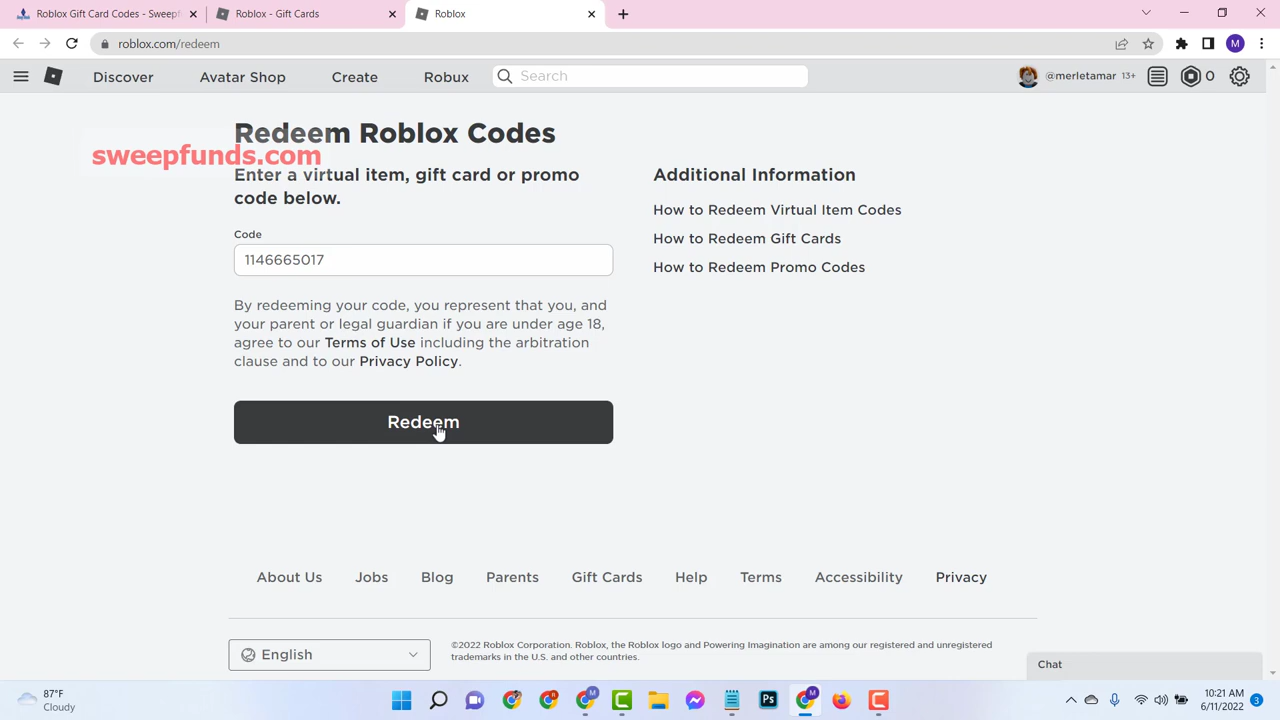 Roblox Gift Card Codes - Sweepf
Roblox - Gift Cards
Roblox
roblox.com/redeem
M
Discover
Avatar Shop
Create
Robux
Search
@merletamar 13+
0
Redeem Roblox Codes
sweepfunds.com
Enter a virtual item, gift card or promo
code below.
Code
1146665017
By redeeming your code, you represent that you, and
your parent or legal guardian if you are under age 18,
agree to our Terms of Use including the arbitration
clause and to our Privacy Policy.
Redeem
Additional Information
How to Redeem Virtual Item Codes
How to Redeem Gift Cards
How to Redeem Promo Codes
About Us
Jobs
Blog
Parents
Gift Cards
Help
Terms
Accessibility
Privacy
English
©2022 Roblox Corporation. Roblox, the Roblox logo and Powering Imagination are among our registered and unregistered
trademarks in the U.S. and other countries.
Chat
87°F
Cloudy
Ps
10:21 AM
6/11/2022
3